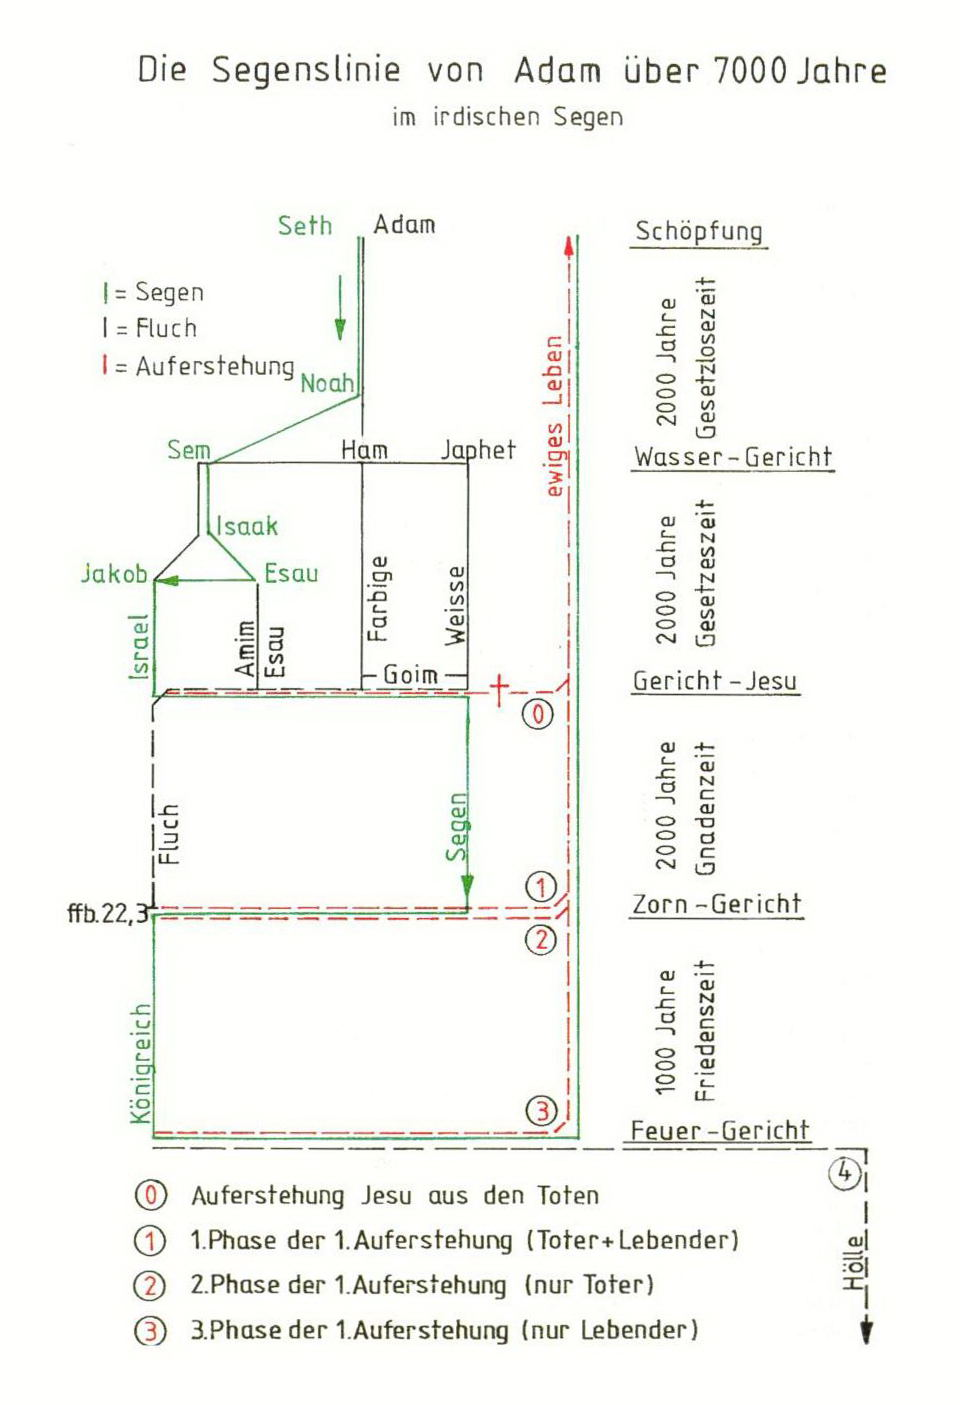 Die Segenslinie von Adam über 7000 Jahre
im irdischen Segen
Seth
Adam
Schöpfung
| = Segen
| = Fluch
| = Auferstehung
Noah
ewiges Leben
2000 Jahre
Gesetzlosezeit
Sem
Ham
Japhet
Wasser-Gericht
Isaak
Jakob
Esau
Israel
Amim
Esau
Farbige
Weisse
Goim
2000 Jahre
Gesetzeszeit
Gericht-Jesu
0
Fluch
Segen
2000 Jahre
Gnadenzeit
1
ffb.22,3
Zorn-Gericht
2
Königreich
1000 Jahre
Friedenszeit
3
Feuer-Gericht
4
Hölle
0 Auferstehung Jesu aus den Toten
1 1.Phase der 1.Auferstehung (Toter+Lebender)
2 2.Phase der 1.Auferstehung (nur Toter)
3 3.Phase der 1.Auferstehung (nur Lebender)